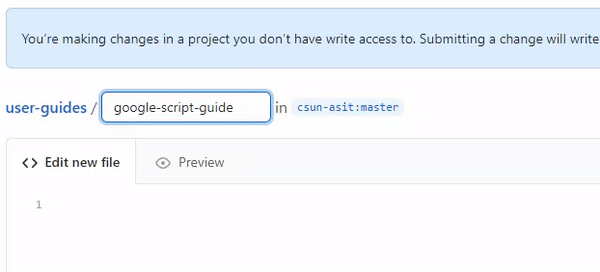 You're making changes in a project you don't have write access to. Submitting a change will write
user-guides / google-script-guide in csun-asit:master
Edit new file Preview
1